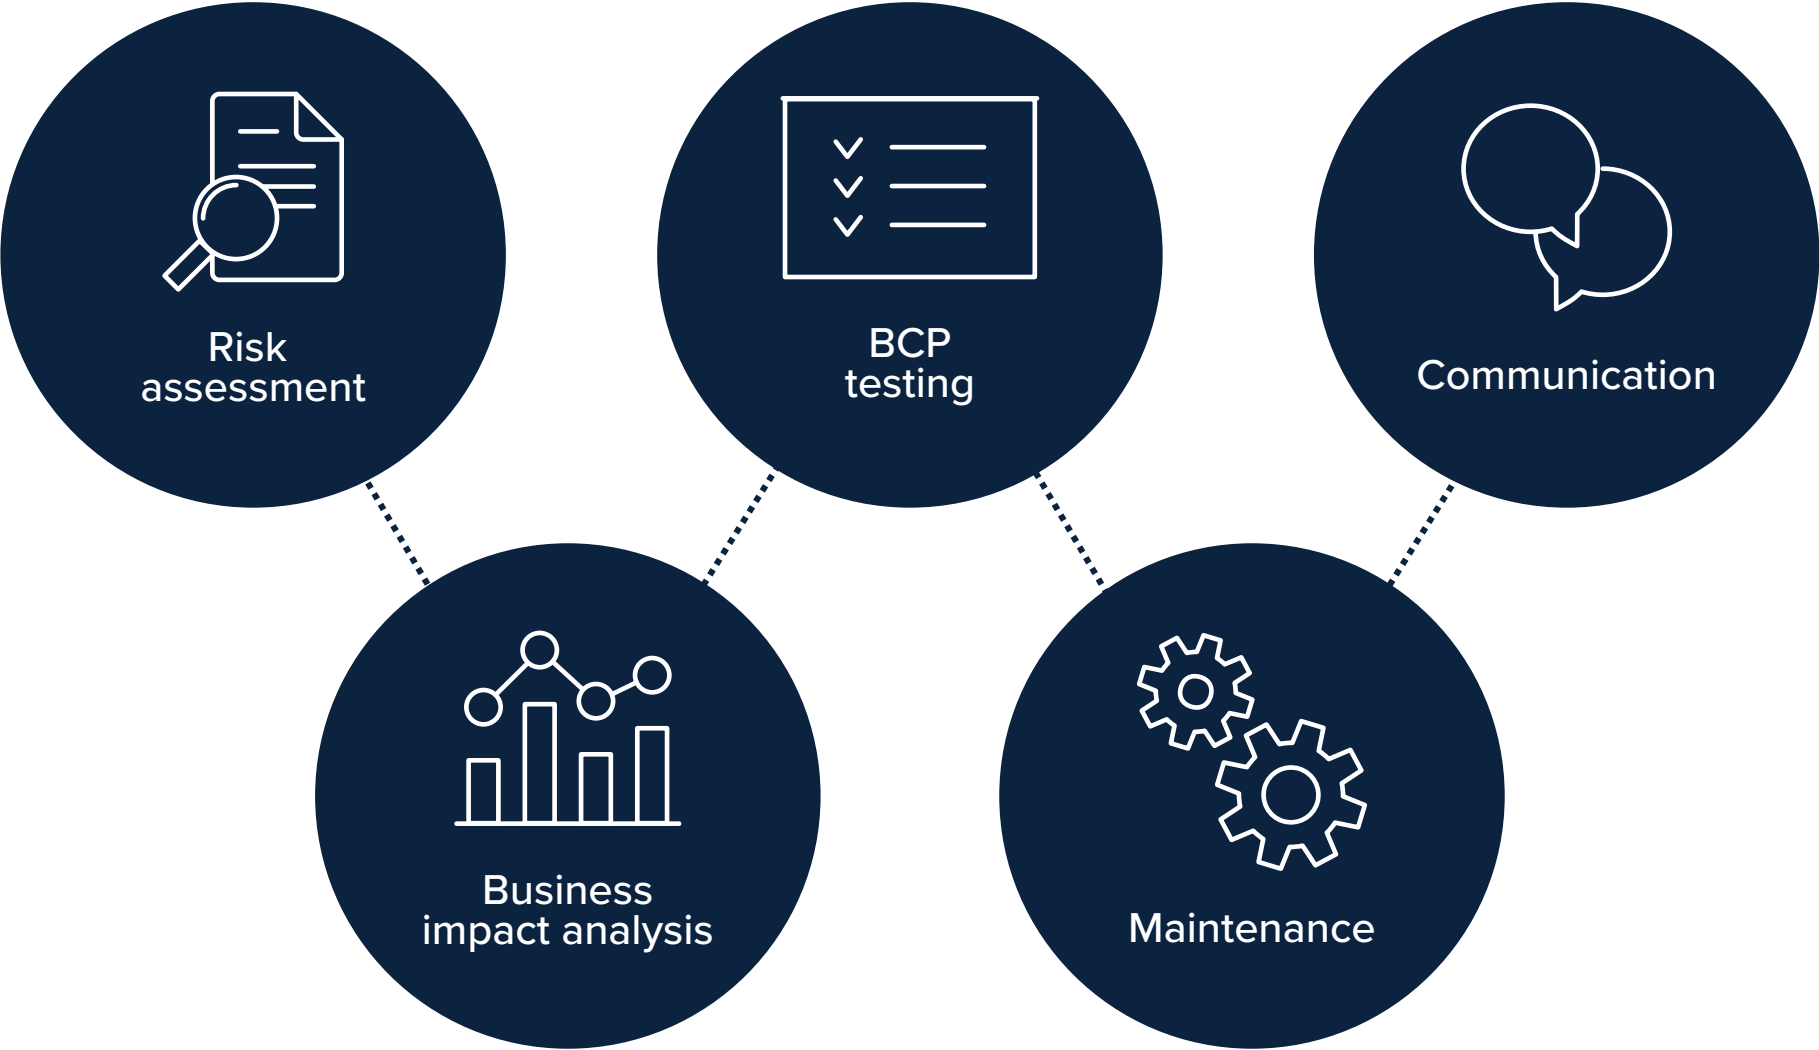 Risk
assessment
BCP
testing
Communication
Business
impact analysis
Maintenance